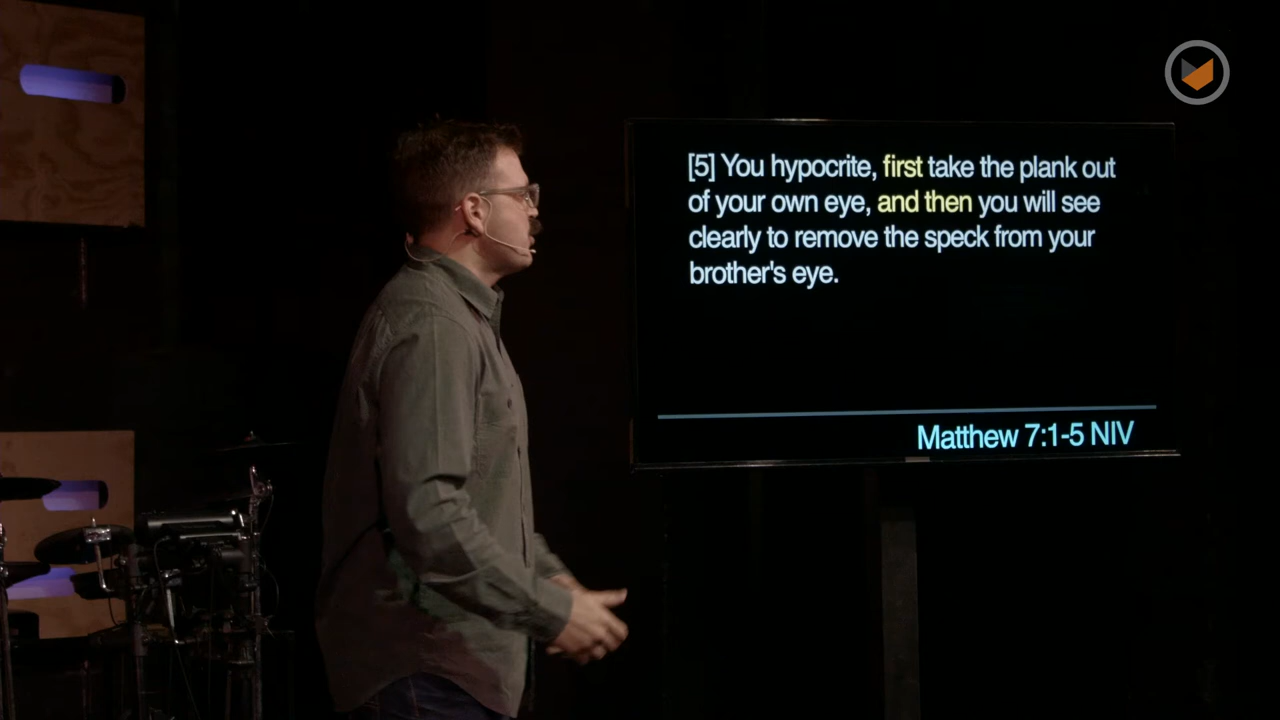 [5] You hypocrite, first take the plank out
of your own eye, and then you will see
clearly to remove the speck from your
brother's eye.
Matthew 7:1-5 NIV